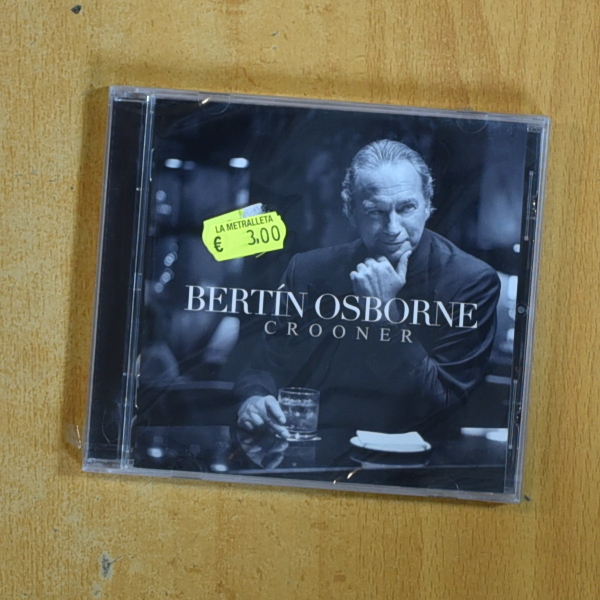 LA METRALLETA
€ 3,00
BERTÍN OSBORNE
CROONER